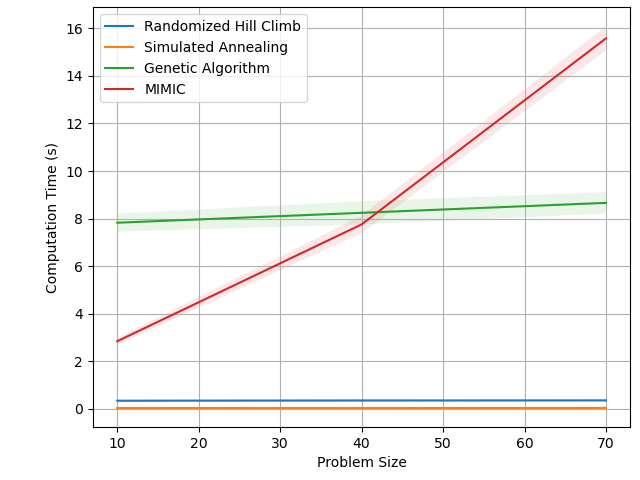 Randomized Hill Climb
Simulated Annealing
Genetic Algorithm
MIMIC
16
14
12
10
8
6
4
2
0
Computation Time (s)
10 20 30 40 50 60 70
Problem Size